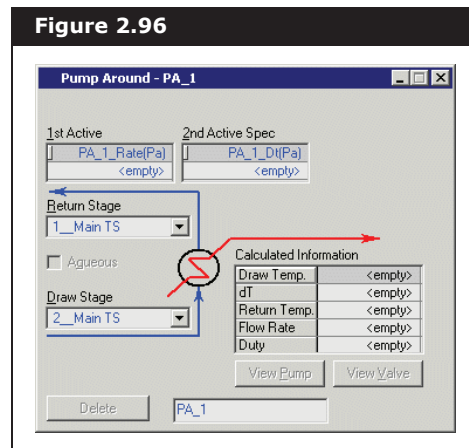 Figure 2.96
Pump Around - PA_1
1st Active
2nd Active Spec
PA_1_Rate(Pa)
PA_1_Dt(Pa)
<empty>
<empty>
Return Stage
1__Main TS
Aqueous
Draw Stage
2__Main TS
Calculated Information
Draw Temp. <empty>
dT <empty>
Return Temp. <empty>
Flow Rate <empty>
Duty <empty>
View Pump
View Valve
Delete
PA_1